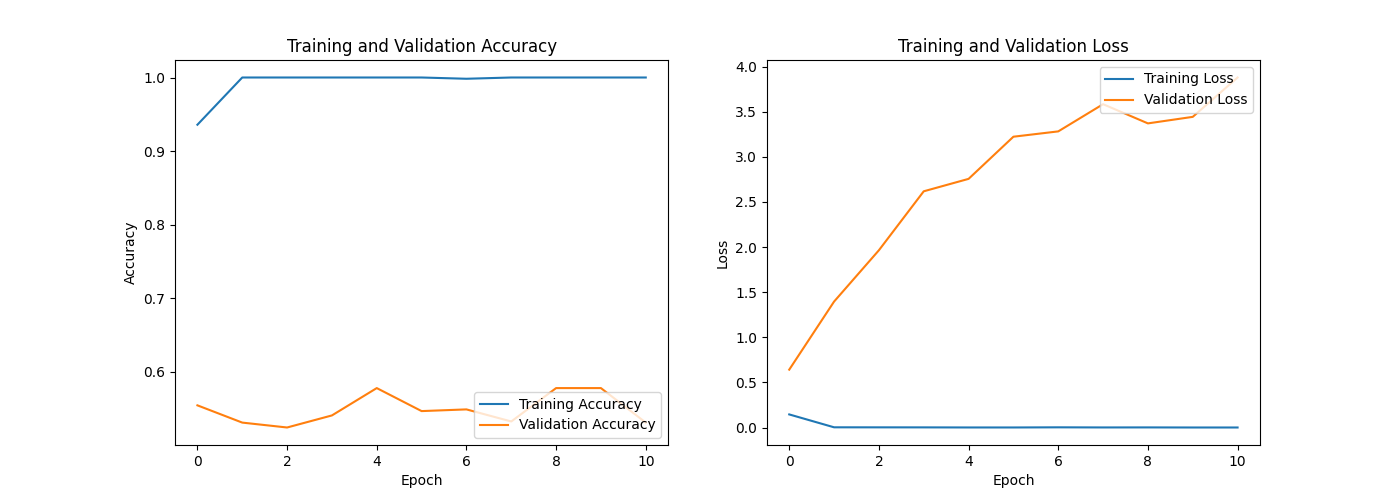 Training and Validation Accuracy
1.0
0.9
0.8
0.7
0.6
Accuracy
0
2
4
6
8
10
Epoch
Training Accuracy
Validation Accuracy
Training and Validation Loss
4.0
3.5
3.0
2.5
2.0
1.5
1.0
0.5
0.0
Loss
0
2
4
6
8
10
Epoch
Training Loss
Validation Loss